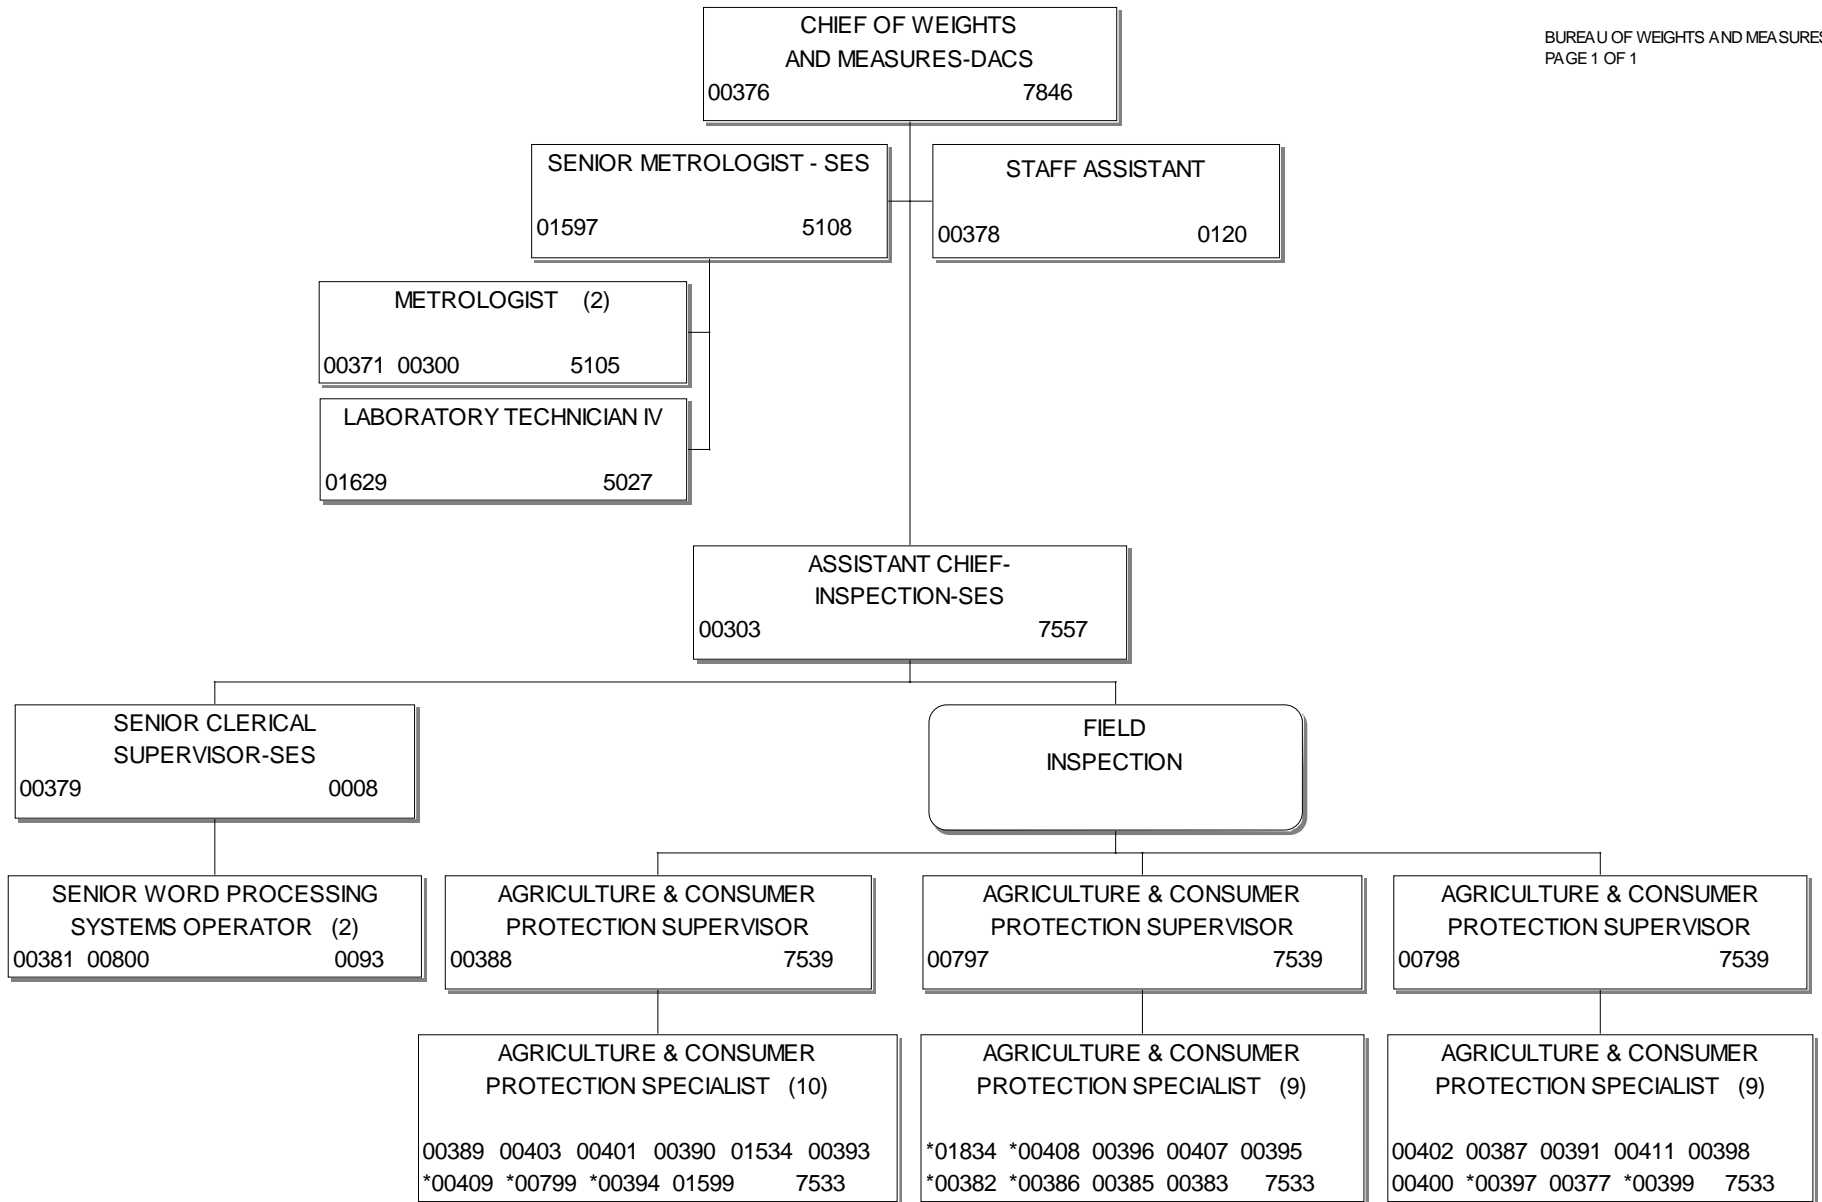 CHIEF OF WEIGHTS
AND MEASURES-DACS
00376 7846
BUREAU OF WEIGHTS AND MEASURES
PAGE 1 OF 1
SENIOR METROLOGIST - SES
01597 5108
STAFF ASSISTANT
00378 0120
METROLOGIST (2)
00371 00300 5105
LABORATORY TECHNICIAN IV
01629 5027
ASSISTANT CHIEF-
INSPECTION-SES
00303 7557
SENIOR CLERICAL
SUPERVISOR-SES
00379 0008
FIELD
INSPECTION
SENIOR WORD PROCESSING
SYSTEMS OPERATOR (2)
00381 00800 0093
AGRICULTURE & CONSUMER
PROTECTION SUPERVISOR
00388 7539
AGRICULTURE & CONSUMER
PROTECTION SUPERVISOR
00797 7539
AGRICULTURE & CONSUMER
PROTECTION SUPERVISOR
00798 7539
AGRICULTURE & CONSUMER
PROTECTION SPECIALIST (10)
00389 00403 00401 00390 01534 00393
*00409 *00799 *00394 01599 7533
AGRICULTURE & CONSUMER
PROTECTION SPECIALIST (9)
*01834 *00408 00396 00407 00395
*00382 *00386 00385 00383 7533
AGRICULTURE & CONSUMER
PROTECTION SPECIALIST (9)
00402 00387 00391 00411 00398
00400 *00397 00377 *00399 7533